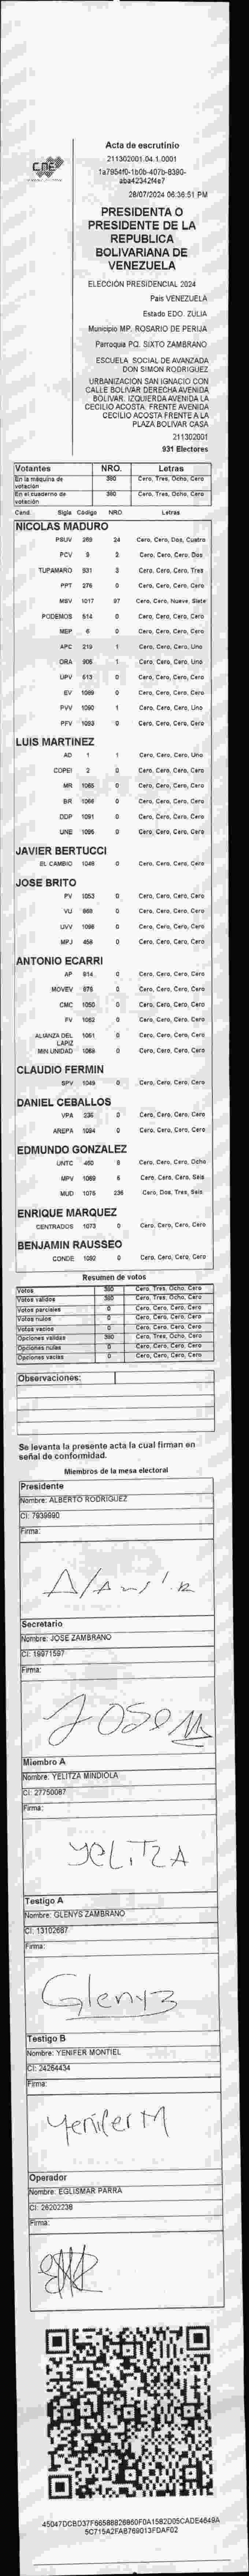 CNE
Acta de escrutinio
211302001.04.1.0001
28/07/2024 06:36:51 PM
PRESIDENTA O
PRESIDENTE DE LA
REPUBLICA
BOLIVARIANA DE
VENEZUELA
ELECCIÓN PRESIDENCIAL 2024
País VENEZUELA
Estado EDO. ZULIA
Municipio MP. ROSARIO DE PERIJA
Parroquia PQ. SIXTO ZAMBRANO
ESCUELA SOCIAL DE AVANZADA
DON SIMON RODRIGUEZ
URBANIZACIÓN SAN IGNACIO CON
CALLE BOLIVAR DERECHA AVENIDA
BOLIVAR. IZQUIERDA AVENIDA LA
CECILIO ACOSTA. FRENTE AVENIDA
CECILIO ACOSTA FRENTE A LA
PLAZA BOLIVAR CASA
211302001
931 Electores
Votantes NRO. Letras
En la máquina de votación 380 Cero, Tres, Ocho, Cero
En el cuaderno de votación 380 Cero, Tres, Ocho, Cero
Cand. Sigla Código NRO Letras
NICOLAS MADURO
PSUV 269 24 Cero, Cero, Dos, Cuatro
PCV 3 2 Cero, Cero, Cero, Dos
TUPAMARO 931 3 Cero, Cero, Cero, Tres
PPT 276 0 Cero, Cero, Cero, Cero
MSV 1017 97 Cero, Cero, Nueve, Siete
PODEMOS 514 0 Cero, Cero, Cero, Cero
MEP 6 0 Cero, Cero, Cero, Cero
APC 219 1 Cero, Cero, Cero, Uno
ORA 906 1 Cero, Cero, Cero, Uno
UPV 613 0 Cero, Cero, Cero, Cero
EV 1089 0 Cero, Cero, Cero, Cero
PVV 1090 1 Cero, Cero, Cero, Uno
PFV 1093 0 Cero, Cero, Cero, Cero
LUIS MARTINEZ
AD 1 1 Cero, Cero, Cero, Uno
COPEI 2 0 Cero, Cero, Cero, Cero
MR 1065 0 Cero, Cero, Cero, Cero
BR 1066 0 Cero, Cero, Cero, Cero
DDP 1091 0 Cero, Cero, Cero, Cero
UNE 1095 0 Cero, Cero, Cero, Cero
JAVIER BERTUCCI
EL CAMBIO 1048 0 Cero, Cero, Cero, Cero
JOSE BRITO
PV 1053 0 Cero, Cero, Cero, Cero
VU 868 0 Cero, Cero, Cero, Cero
UVV 1098 0 Cero, Cero, Cero, Cero
MPJ 458 0 Cero, Cero, Cero, Cero
ANTONIO ECARRI
AP 914 0 Cero, Cero, Cero, Cero
MOVEV 876 0 Cero, Cero, Cero, Cero
CMC 1050 0 Cero, Cero, Cero, Cero
FV 1062 0 Cero, Cero, Cero, Cero
ALIANZA DEL LAPIZ 1051 0 Cero, Cero, Cero, Cero
MIN UNIDAD 1068 0 Cero, Cero, Cero, Cero
CLAUDIO FERMIN
SPV 1049 0 Cero, Cero, Cero, Cero
DANIEL CEBALLOS
VPA 236 0 Cero, Cero, Cero, Cero
AREPA 1084 0 Cero, Cero, Cero, Cero
EDMUNDO GONZALEZ
UNTC 460 8 Cero, Cero, Cero, Ocho
MPV 1069 6 Cero, Cero, Cero, Seis
MUD 1075 236 Cero, Dos, Tres, Seis
ENRIQUE MARQUEZ
CENTRADOS 1073 0 Cero, Cero, Cero, Cero
BENJAMIN RAUSSEO
CONDE 1092 0 Cero, Cero, Cero, Cero
Resumen de votos
Votos 380 Cero, Tres, Ocho, Cero
Votos válidos 380 Cero, Tres, Ocho, Cero
Votos parciales 0 Cero, Cero, Cero, Cero
Votos nulos 0 Cero, Cero, Cero, Cero
Votos vacíos 0 Cero, Cero, Cero, Cero
Opciones válidas 380 Cero, Tres, Ocho, Cero
Opciones nulas 0 Cero, Cero, Cero, Cero
Opciones vacías 0 Cero, Cero, Cero, Cero
Observaciones:
Se levanta la presente acta la cual firman en
señal de conformidad.
Miembros de la mesa electoral
Presidente
Nombre: ALBERTO RODRIGUEZ
CI: 7939990
Firma:
Secretario
Nombre: JOSE ZAMBRANO
CI: 19971597
Firma:
JOSE M
Miembro A
Nombre: YELITZA MINDIOLA
CI: 27750087
Firma:
YELITZA
Testigo A
Nombre: GLENYS ZAMBRANO
CI: 13102687
Firma:
Glenyz
Testigo B
Nombre: YENIFER MONTIEL
CI: 24264434
Firma:
Yenifer M
Operador
Nombre: EGLISMAR PARRA
CI: 26202238
Firma: